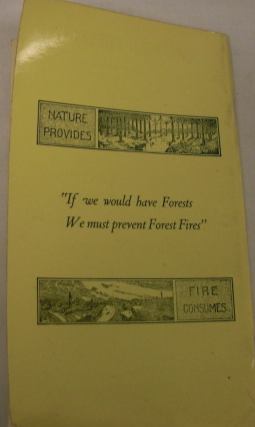 NATURE
PROVIDES
"If we would have Forests
We must prevent Forest Fires"
FIRE
CONSUMES